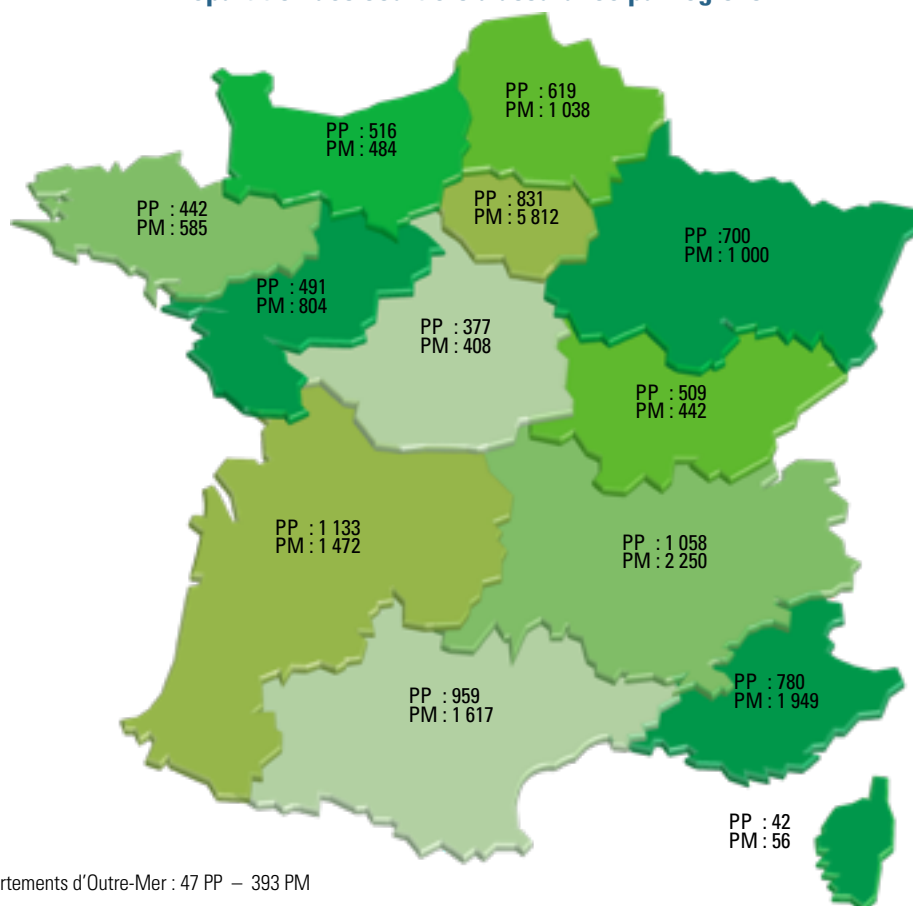 PP : 619
PM : 1 038
PP : 516
PM : 484
PP : 831
PM : 5 812
PP : 442
PM : 585
PP :700
PM : 1 000
PP : 491
PM : 804
PP : 377
PM : 408
PP : 509
PM : 442
PP : 1 133
PM : 1 472
PP : 1 058
PM : 2 250
PP : 959
PM : 1 617
PP : 780
PM : 1 949
PP : 42
PM : 56
rtements d'Outre-Mer : 47 PP – 393 PM